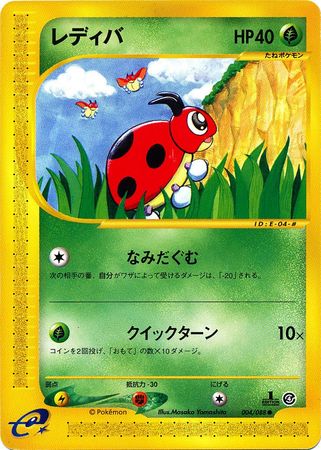 レディバ HP40
たねポケモン
ID:E-04-#
なみだぐむ
次の相手の番、自分がワザによって受けるダメージは、「-20」される。
クイックターン 10×
コインを2回投げ、「おもて」の数×10ダメージ。
弱点 抵抗力 -30 にげる
© Pokémon Illus.Masako Yamashita 1 EDITION 004/088 ●
e